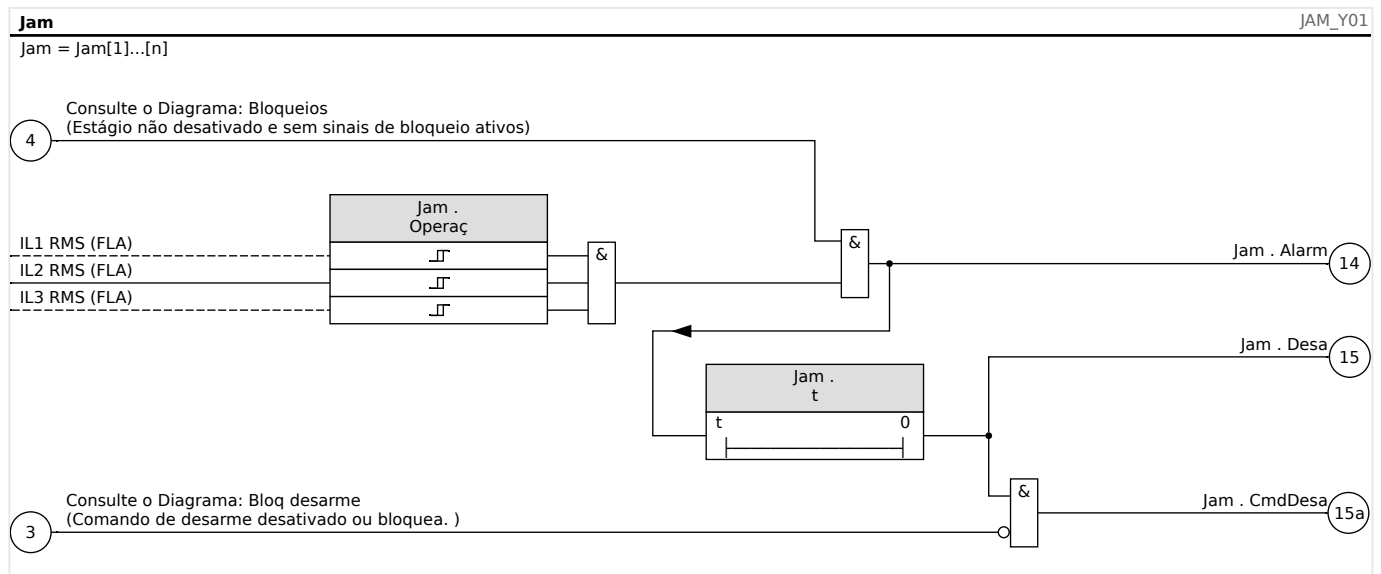 Jam
JAM_Y01
Jam = Jam[1]...[n]
Consulte o Diagrama: Bloqueios
(Estágio não desativado e sem sinais de bloqueio ativos)
4
Jam .
Operaç
IL1 RMS (FLA)
IL2 RMS (FLA)
IL3 RMS (FLA)
&
&
Jam . Alarm
14
Jam . Desa
15
Jam .
t
t 0
Consulte o Diagrama: Bloq desarme
(Comando de desarme desativado ou bloquea. )
3
&
Jam . CmdDesa
15a